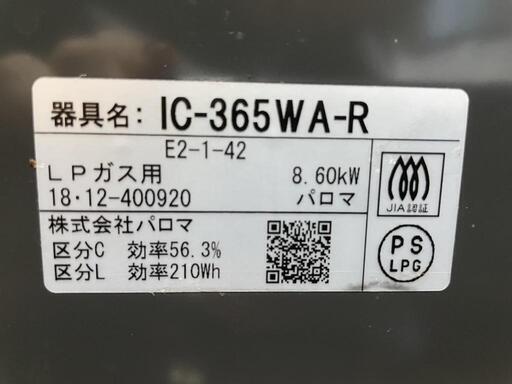 器具名: IC-365WA-R
E2-1-42
LPガス用 8.60kW
18・12-400920 パロマ
株式会社パロマ
区分C 効率56.3%
区分L 効率210Wh
JIA認証
PS
LPG